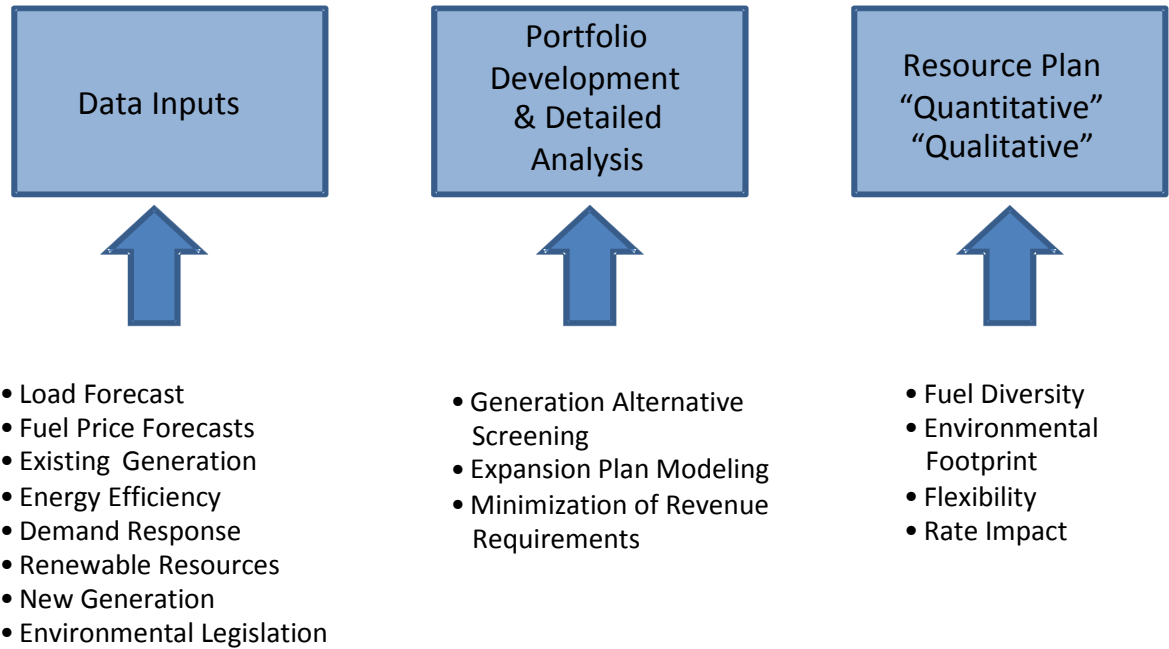 Data Inputs
Portfolio
Development
& Detailed
Analysis
Resource Plan
“Quantitative”
“Qualitative”
• Load Forecast
• Fuel Price Forecasts
• Existing Generation
• Energy Efficiency
• Demand Response
• Renewable Resources
• New Generation
• Environmental Legislation
• Generation Alternative
Screening
• Expansion Plan Modeling
• Minimization of Revenue
Requirements
• Fuel Diversity
• Environmental
Footprint
• Flexibility
• Rate Impact